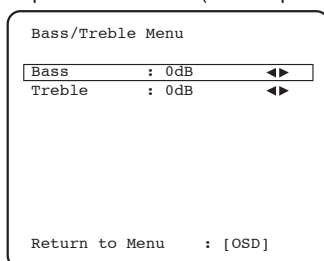 Bass/Treble Menu
Bass : 0dB ◄►
Treble : 0dB ◄►
Return to Menu : [OSD]